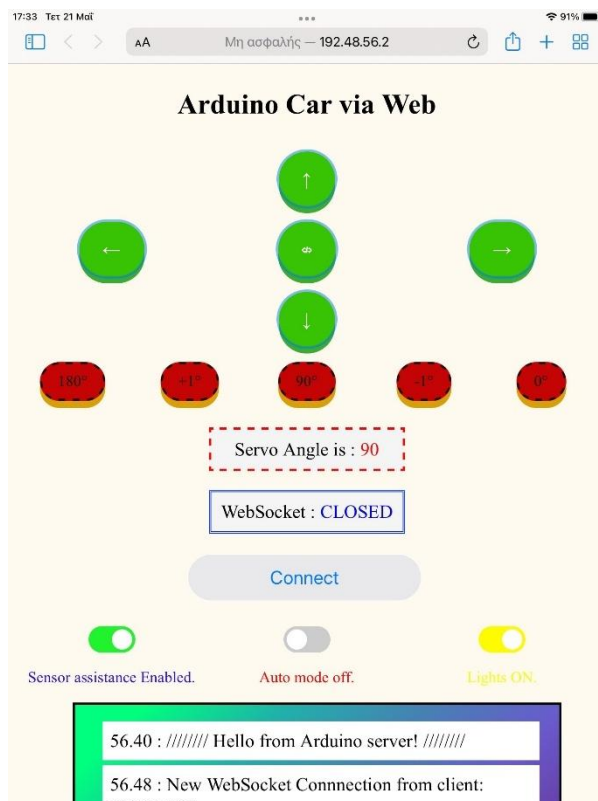 17:33 Τετ 21 Μαΐ
91%
AA
Μη ασφαλής — 192.48.56.2
Arduino Car via Web
↑
←
→
↓
180°
+1°
90°
-1°
0°
Servo Angle is : 90
WebSocket : CLOSED
Connect
Sensor assistance Enabled.
Auto mode off.
Lights ON.
56.40 : //////// Hello from Arduino server! ////////
56.48 : New WebSocket Connnection from client: